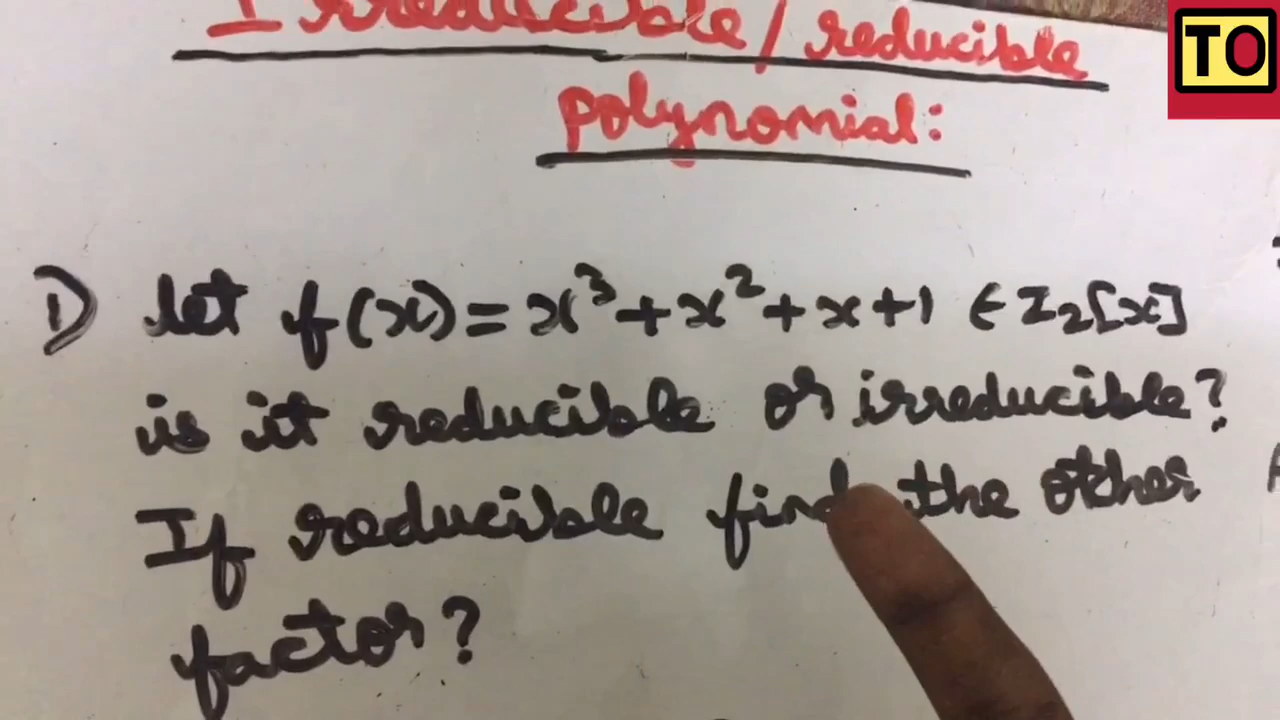 Irreducible / reducible
TO
polynomial:
1) let f(x) = x³ + x² + x + 1 ∈ Z₂[x]
is it reducible or irreducible?
If reducible find the other
factor?